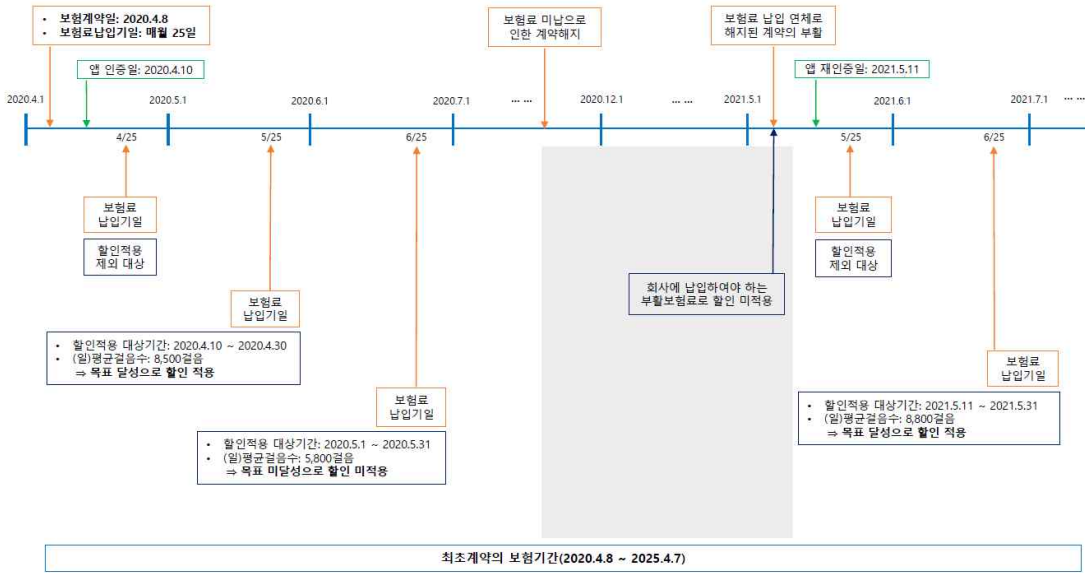 • 보험계약일: 2020.4.8
• 보험료납입기일: 매월 25일
보험료 미납으로
인한 계약해지
보험료 납입 연체로
해지된 계약의 부활
앱 인증일: 2020.4.10
앱 재인증일: 2021.5.11
2020.4.1
2020.5.1
2020.6.1
2020.7.1
... ...
2020.12.1
... ...
2021.5.1
2021.6.1
2021.7.1
... ...
4/25
5/25
6/25
5/25
6/25
보험료
납입기일
할인적용
제외 대상
보험료
납입기일
할인적용
제외 대상
회사에 납입하여야 하는
부활보험료로 할인 미적용
보험료
납입기일
• 할인적용 대상기간: 2020.4.10 ~ 2020.4.30
• (일)평균걸음수: 8,500걸음
⇒ 목표 달성으로 할인 적용
보험료
납입기일
• 할인적용 대상기간: 2020.5.1 ~ 2020.5.31
• (일)평균걸음수: 5,800걸음
⇒ 목표 미달성으로 할인 미적용
보험료
납입기일
• 할인적용 대상기간: 2021.5.11 ~ 2021.5.31
• (일)평균걸음수: 8,800걸음
⇒ 목표 달성으로 할인 적용
최초계약의 보험기간(2020.4.8 ~ 2025.4.7)